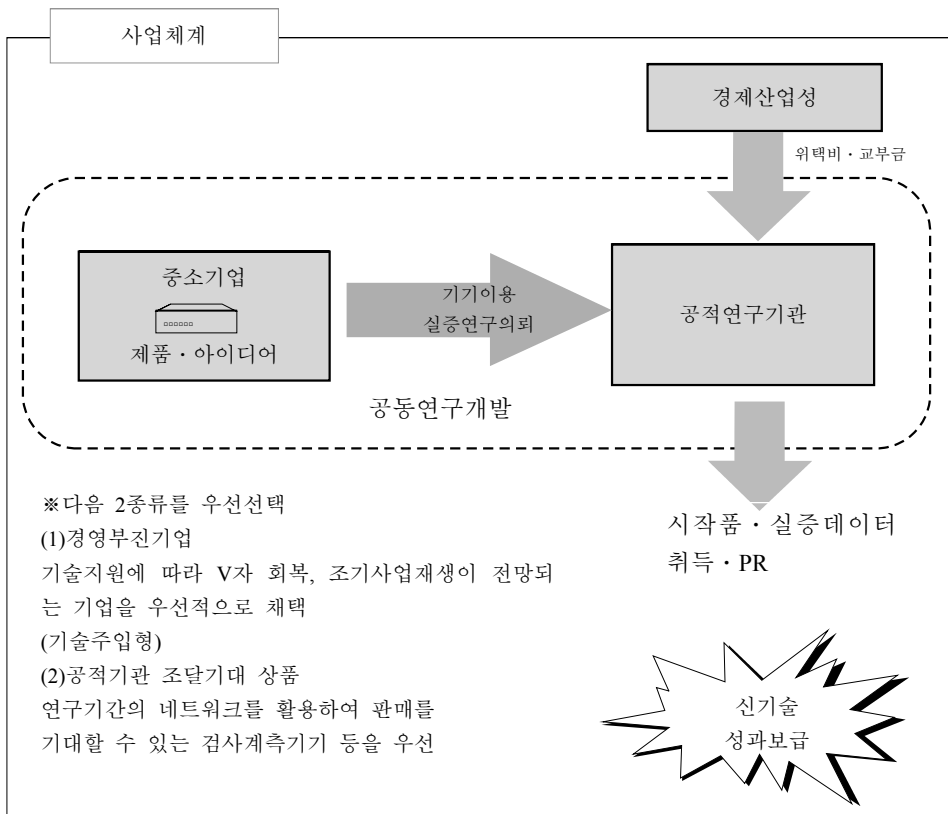 사업체계
경제산업성
위탁비·교부금
중소기업
제품·아이디어
기기이용
실증연구의뢰
공적연구기관
공동연구개발
※다음 2종류를 우선선택
(1)경영부진기업
기술지원에 따라 V자 회복, 조기사업재생이 전망되
는 기업을 우선적으로 채택
(기술주입형)
(2)공적기관 조달기대 상품
연구기간의 네트워크를 활용하여 판매를
기대할 수 있는 검사계측기기 등을 우선
시작품·실증데이터
취득·PR
신기술
성과보급